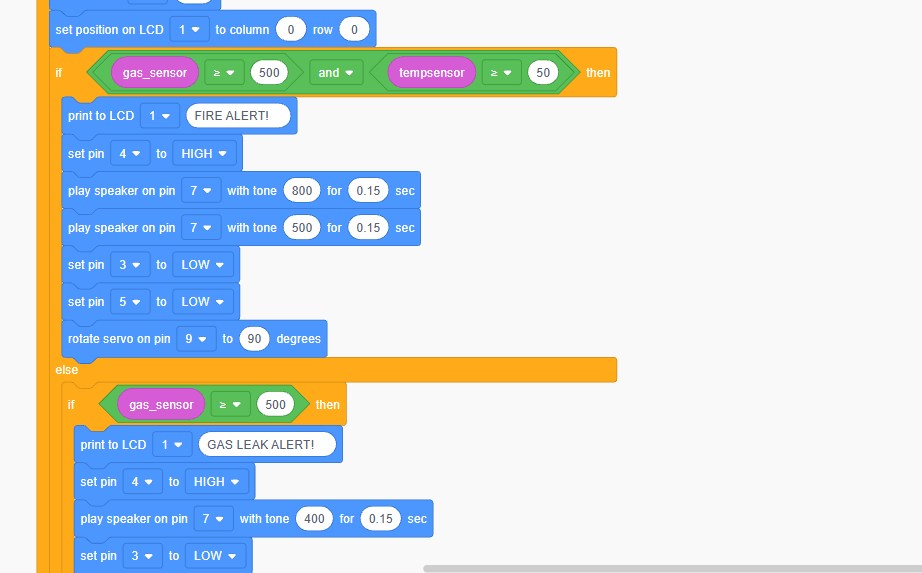 set position on LCD 1 to column 0 row 0
if gas_sensor ≥ 500 and tempsensor ≥ 50 then
print to LCD 1 FIRE ALERT!
set pin 4 to HIGH
play speaker on pin 7 with tone 800 for 0.15 sec
play speaker on pin 7 with tone 500 for 0.15 sec
set pin 3 to LOW
set pin 5 to LOW
rotate servo on pin 9 to 90 degrees
else
if gas_sensor ≥ 500 then
print to LCD 1 GAS LEAK ALERT!
set pin 4 to HIGH
play speaker on pin 7 with tone 400 for 0.15 sec
set pin 3 to LOW